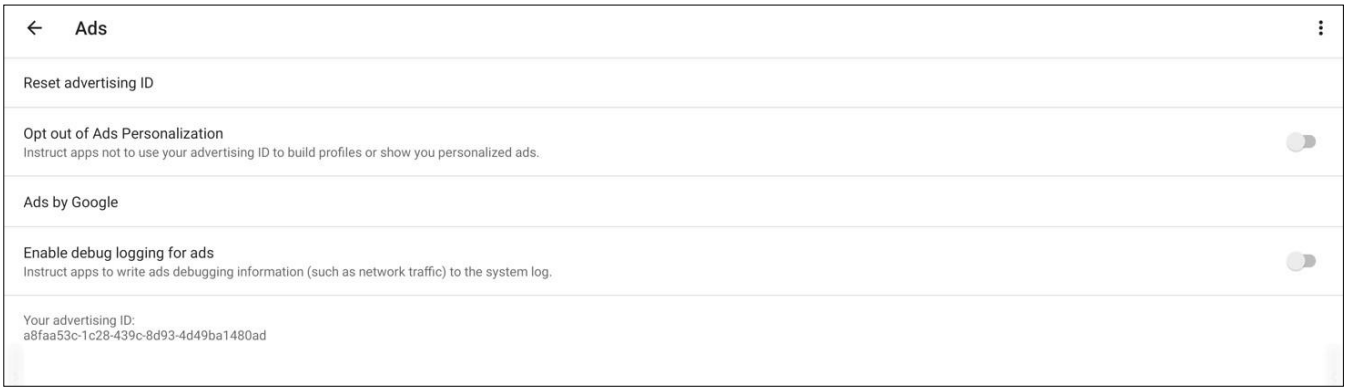 Ads
Reset advertising ID
Opt out of Ads Personalization
Instruct apps not to use your advertising ID to build profiles or show you personalized ads.
Ads by Google
Enable debug logging for ads
Instruct apps to write ads debugging information (such as network traffic) to the system log.
Your advertising ID:
a8faa53c-1c28-439c-8d93-4d49ba1480ad